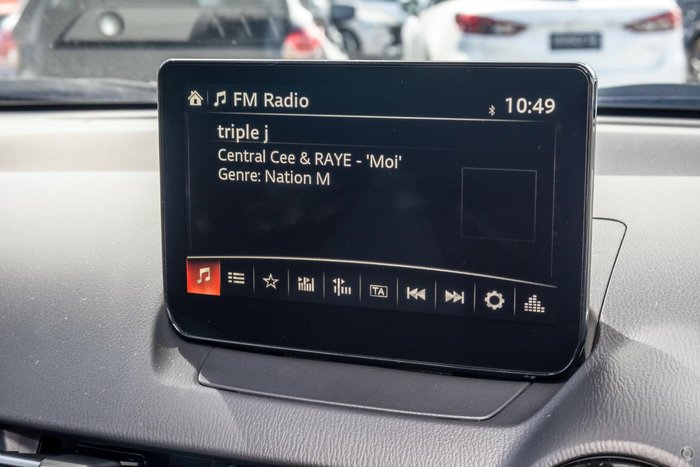 FM Radio
10:49
triple j
Central Cee & RAYE - 'Moi'
Genre: Nation M
TA